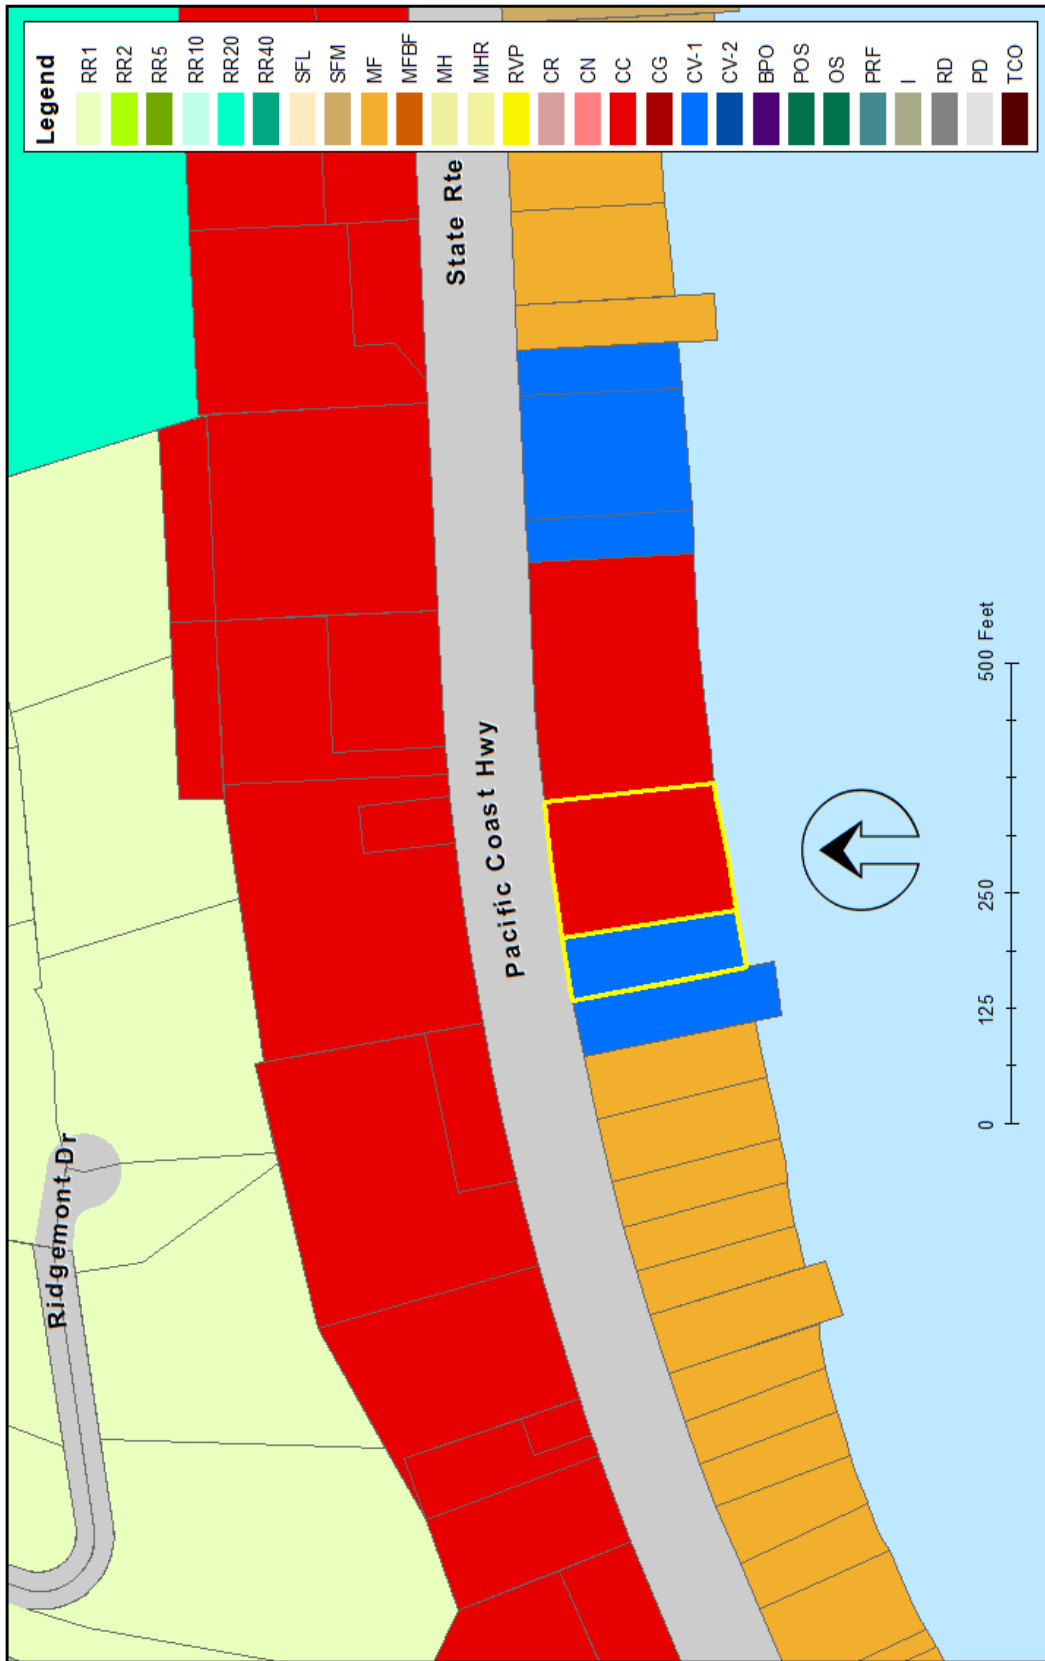 Legend
RR1
RR2
RR5
RR10
RR20
RR40
SFL
SFM
MF
MFBF
MH
MHR
RVP
CR
CN
CC
CG
CV-1
CV-2
BPO
POS
OS
PRF
I
RD
PD
TCO
State Rte
Pacific Coast Hwy
Ridgemont Dr
0 125 250 500 Feet